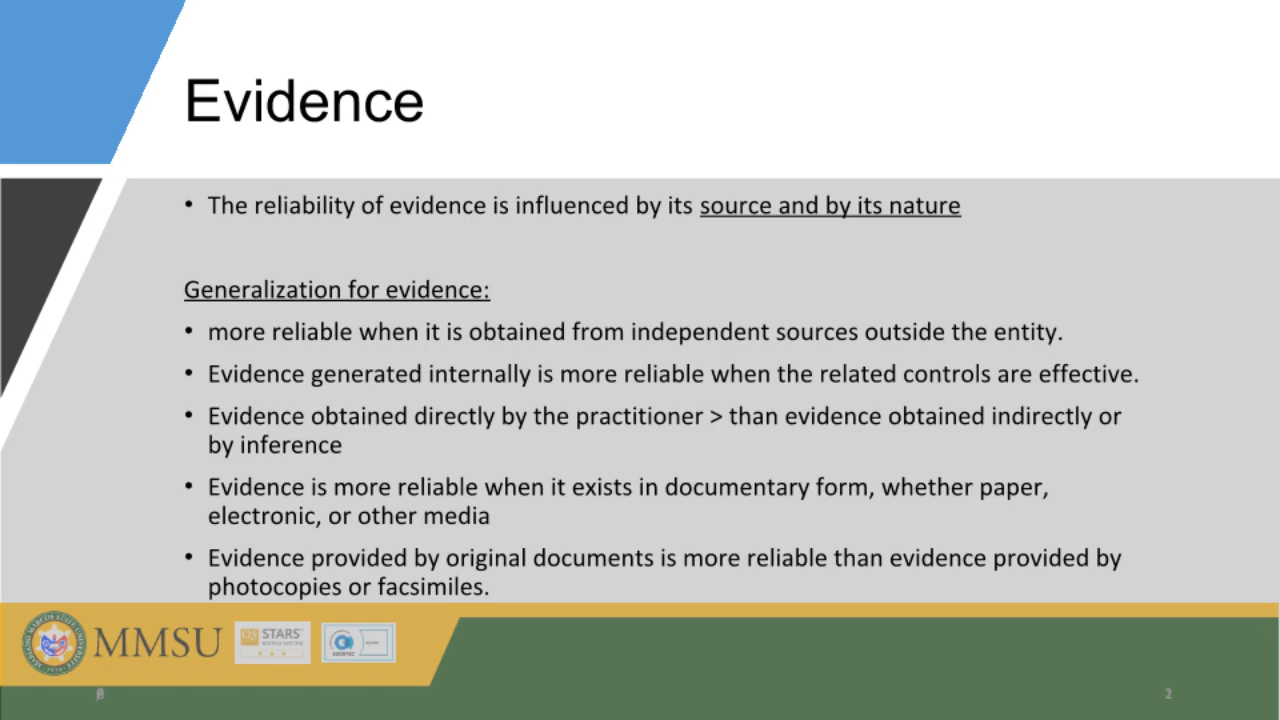 Evidence
• The reliability of evidence is influenced by its source and by its nature
Generalization for evidence:
• more reliable when it is obtained from independent sources outside the entity.
• Evidence generated internally is more reliable when the related controls are effective.
• Evidence obtained directly by the practitioner > than evidence obtained indirectly or
by inference
• Evidence is more reliable when it exists in documentary form, whether paper,
electronic, or other media
• Evidence provided by original documents is more reliable than evidence provided by
photocopies or facsimiles.
MMSU
QS STARS
2